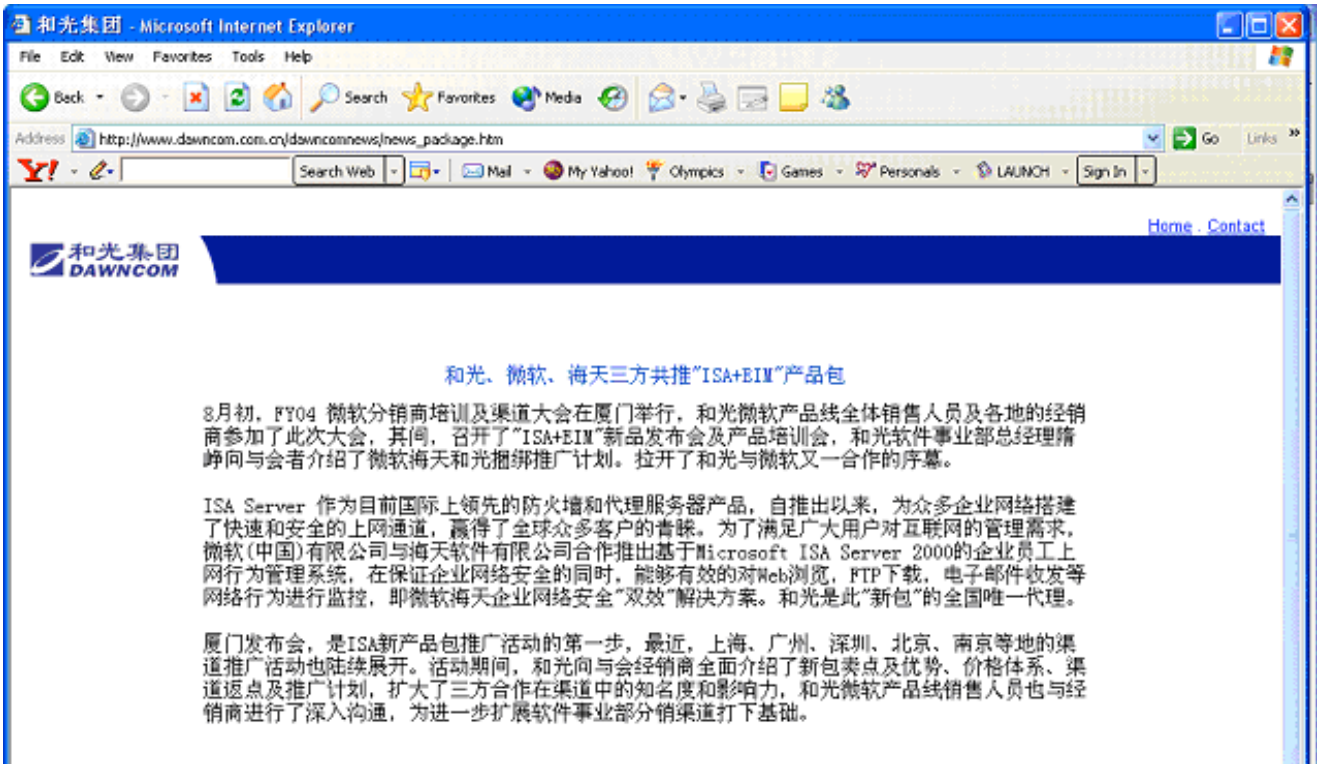 和光集团 - Microsoft Internet Explorer
File Edit View Favorites Tools Help
Back Search Favorites Media
Address http://www.dawncom.com.cn/dawncomnews/news_package.htm Go Links »
Y! Search Web Mail My Yahoo! Olympics Games Personals LAUNCH Sign In
Home . Contact
和光集团
DAWNCOM
和光、微软、海天三方共推"ISA+EIM"产品包
8月初，FY04 微软分销商培训及渠道大会在厦门举行，和光微软产品线全体销售人员及各地的经销
商参加了此次大会，其间，召开了"ISA+EIM"新品发布会及产品培训会，和光软件事业部总经理隋
峥向与会者介绍了微软海天和光捆绑推广计划。拉开了和光与微软又一合作的序幕。
ISA Server 作为目前国际上领先的防火墙和代理服务器产品，自推出以来，为众多企业网络搭建
了快速和安全的上网通道，赢得了全球众多客户的青睐。为了满足广大用户对互联网的管理需求，
微软(中国)有限公司与海天软件有限公司合作推出基于Microsoft ISA Server 2000的企业员工上
网行为管理系统，在保证企业网络安全的同时，能够有效的对Web浏览，FTP下载，电子邮件收发等
网络行为进行监控，即微软海天企业网络安全"双效"解决方案。和光是此"新包"的全国唯一代理。
厦门发布会，是ISA新产品包推广活动的第一步，最近，上海、广州、深圳、北京、南京等地的渠
道推广活动也陆续展开。活动期间，和光向与会经销商全面介绍了新包卖点及优势、价格体系、渠
道返点及推广计划，扩大了三方合作在渠道中的知名度和影响力，和光微软产品线销售人员也与经
销商进行了深入沟通，为进一步扩展软件事业部分销渠道打下基础。